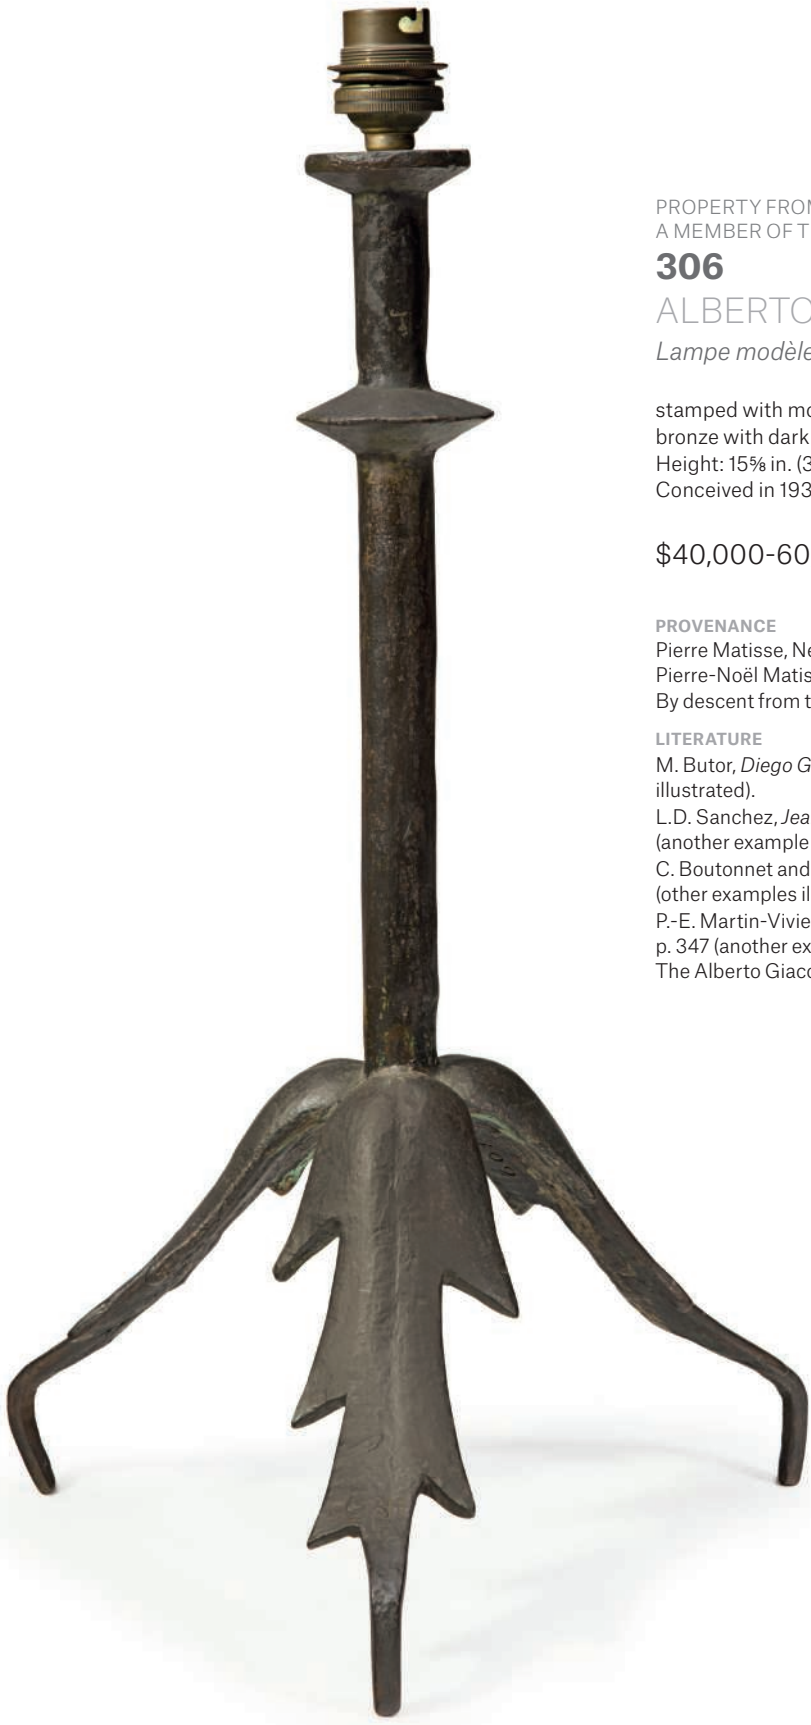 PROPERTY FROM
A MEMBER OF T
306
ALBERTO
Lampe modèle
stamped with mo
bronze with dark
Height: 15⅝ in. (3
Conceived in 193
$40,000-60
PROVENANCE
Pierre Matisse, Ne
Pierre-Noël Matis
By descent from t
LITERATURE
M. Butor, Diego G
illustrated).
L.D. Sanchez, Jea
(another example
C. Boutonnet and
(other examples il
P.-E. Martin-Vivie
p. 347 (another ex
The Alberto Giaco